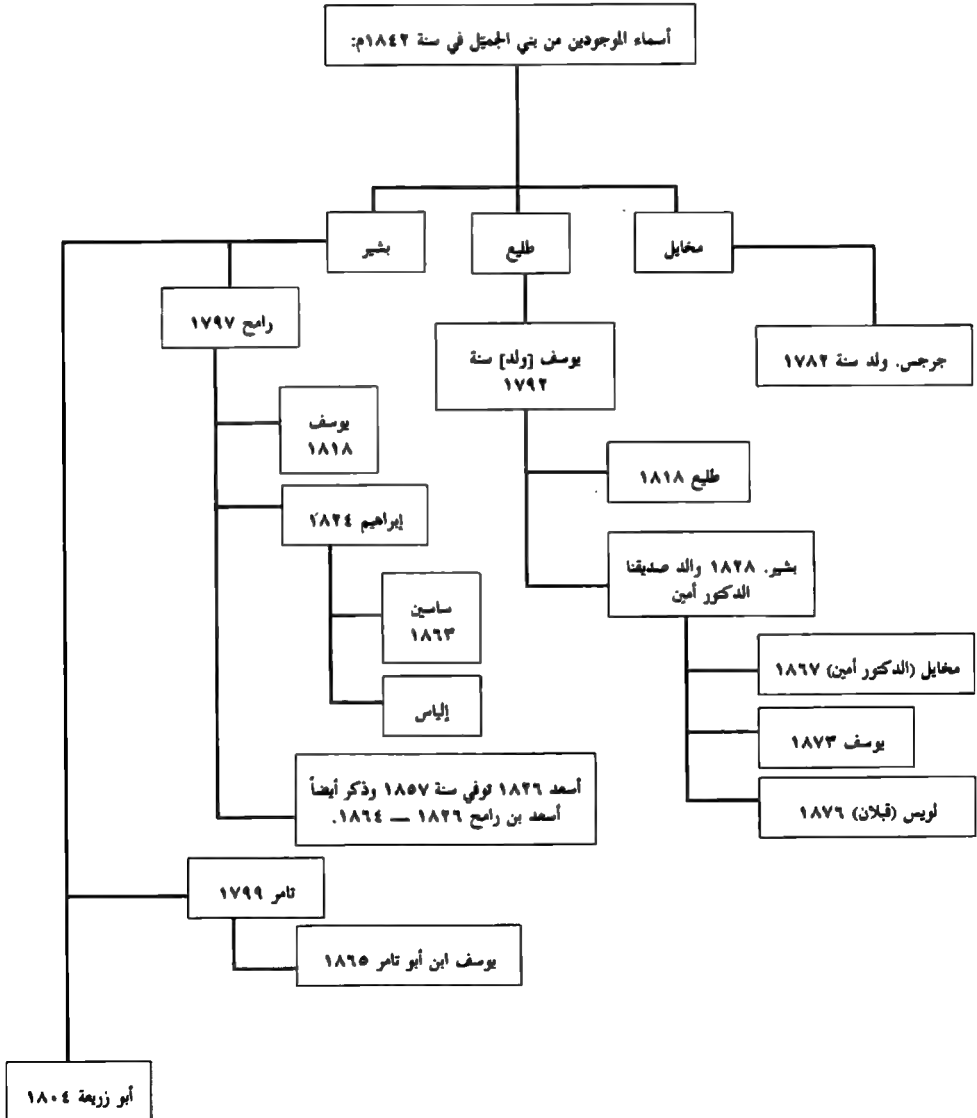 أسماء الموجودين من بني الجميّل في سنة ١٨٤٢م:
مخايل
طليع
بشير
جرجس. ولد سنة ١٧٨٢
يوسف [ولد] سنة
١٧٩٢
رامح ١٧٩٧
يوسف
١٨١٨
طليع ١٨١٨
إبراهيم ١٨٢٤
بشير. ١٨٢٨ والد صديقنا
الدكتور أمين
ساسين
١٨٦٣
مخايل (الدكتور أمين) ١٨٦٧
إلياس
يوسف ١٨٧٣
لويس (قبلان) ١٨٧٦
أسعد ١٨٢٦ توفي سنة ١٨٥٧ وذكر أيضاً
أسعد بن رامح ١٨٢٦ — ١٨٦٤.
تامر ١٧٩٩
يوسف ابن أبو تامر ١٨٦٥
أبو زريعة ١٨٠٤